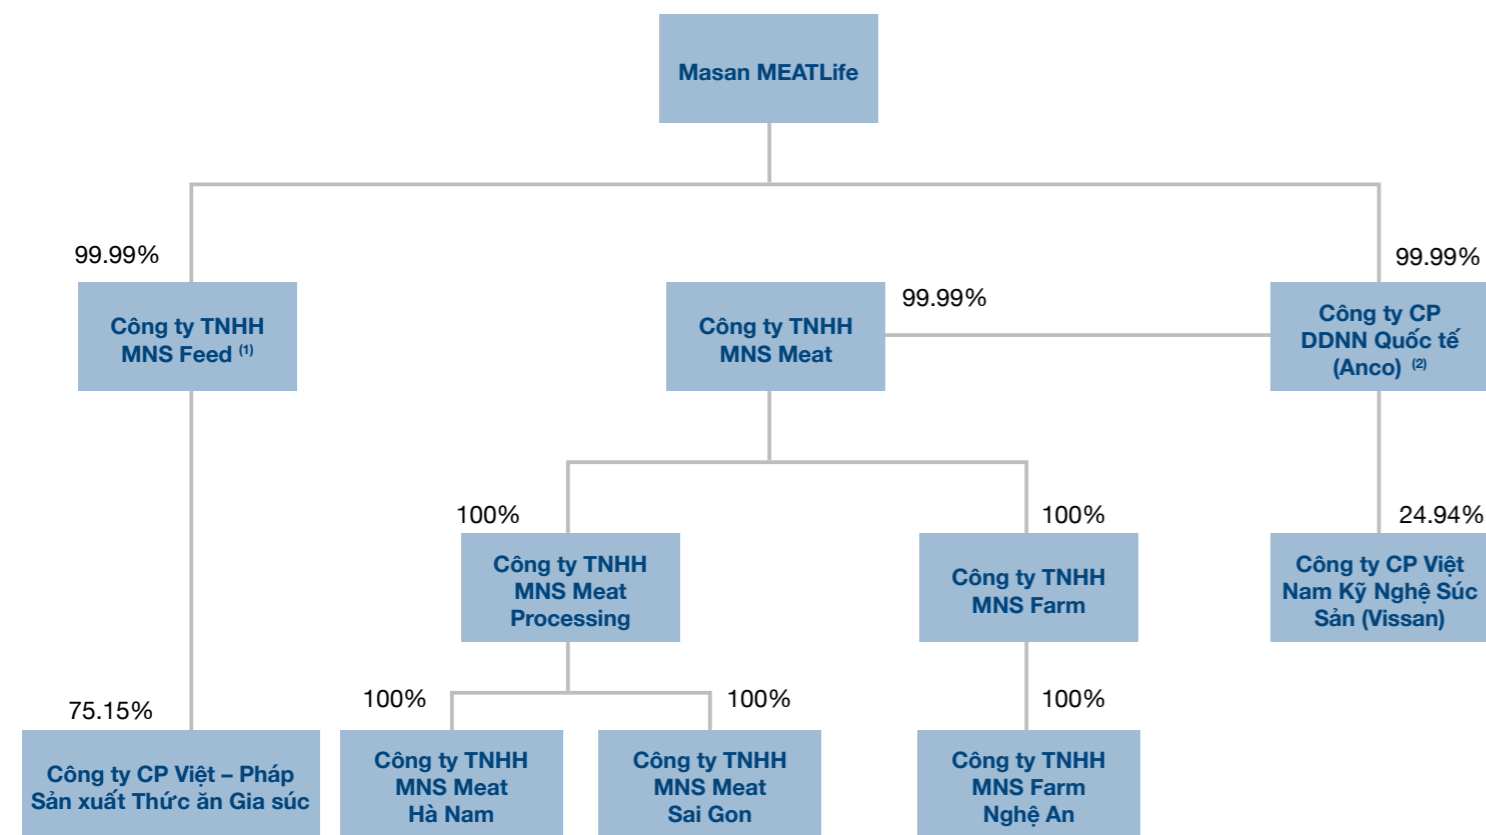 Masan MEATLife
99.99%
99.99%
Công ty TNHH
MNS Feed (1)
Công ty TNHH
MNS Meat
99.99%
Công ty CP
DDNN Quốc tế
(Anco) (2)
100%
100%
24.94%
Công ty TNHH
MNS Meat
Processing
Công ty TNHH
MNS Farm
Công ty CP Việt
Nam Kỹ Nghệ Súc
Sản (Vissan)
75.15%
100%
100%
100%
Công ty CP Việt – Pháp
Sản xuất Thức ăn Gia súc
Công ty TNHH
MNS Meat
Hà Nam
Công ty TNHH
MNS Meat
Sai Gon
Công ty TNHH
MNS Farm
Nghệ An